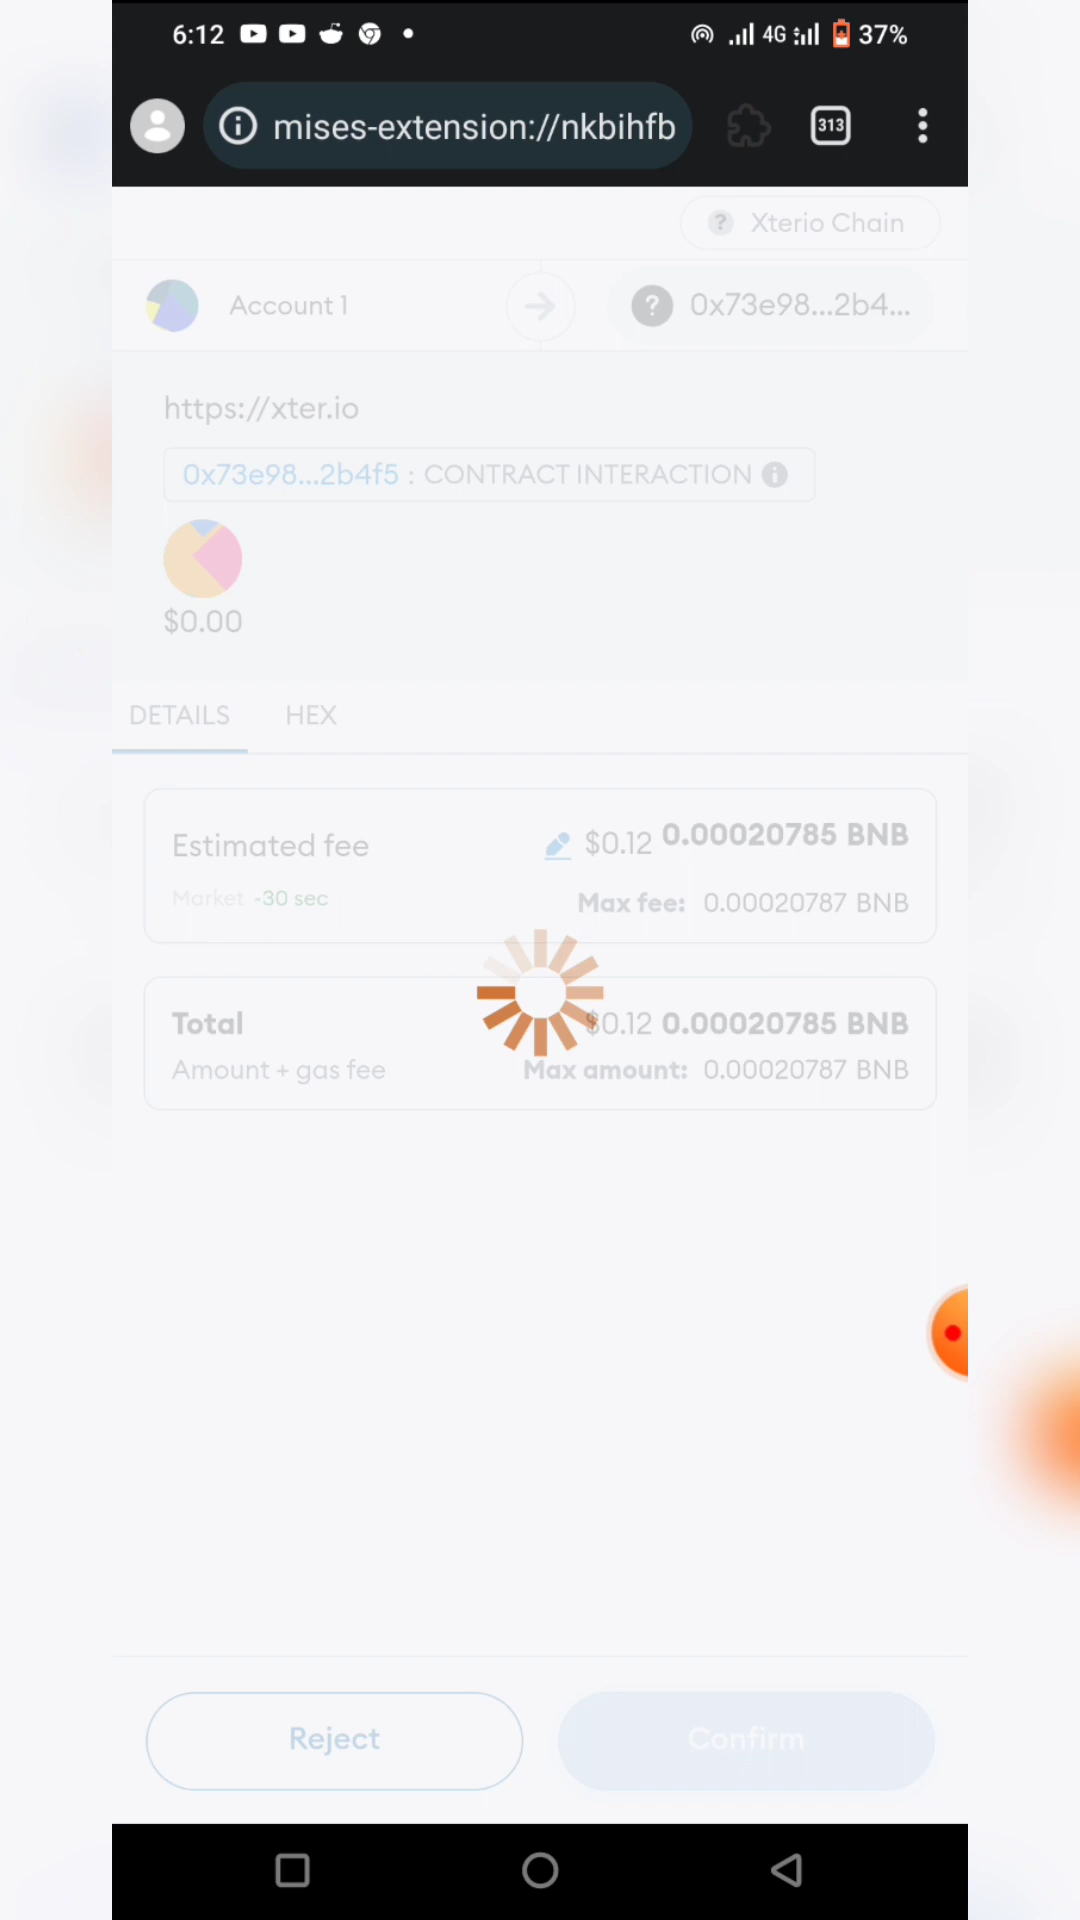 6:12
4G
37%
mises-extension://nkbihfb
313
? Xterio Chain
Account 1
? 0x73e98...2b4...
https://xter.io
0x73e98...2b4f5 : CONTRACT INTERACTION
$0.00
DETAILS
HEX
Estimated fee
$0.12 0.00020785 BNB
Market ~30 sec
Max fee: 0.00020787 BNB
Total
$0.12 0.00020785 BNB
Amount + gas fee
Max amount: 0.00020787 BNB
Reject
Confirm